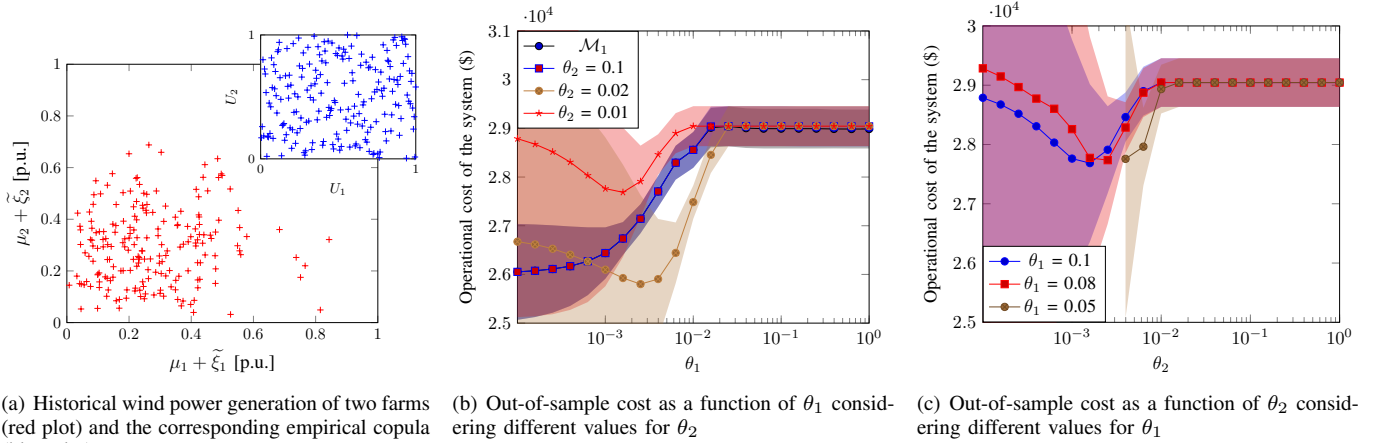 1
0.8
0.6
0.4
0.2
0
0 0.2 0.4 0.6 0.8 1
μ2 + ξ̃2 [p.u.]
μ1 + ξ̃1 [p.u.]
1
0
0 1
U2
U1
(a) Historical wind power generation of two farms
(red plot) and the corresponding empirical copula
·10^4
3.1
3
2.9
2.8
2.7
2.6
2.5
Operational cost of the system ($)
M1
θ2 = 0.1
θ2 = 0.02
θ2 = 0.01
10^−3 10^−2 10^−1 10^0
θ1
(b) Out-of-sample cost as a function of θ1 consid-
ering different values for θ2
·10^4
3
2.9
2.8
2.7
2.6
2.5
Operational cost of the system ($)
θ1 = 0.1
θ1 = 0.08
θ1 = 0.05
10^−3 10^−2 10^−1 10^0
θ2
(c) Out-of-sample cost as a function of θ2 consid-
ering different values for θ1